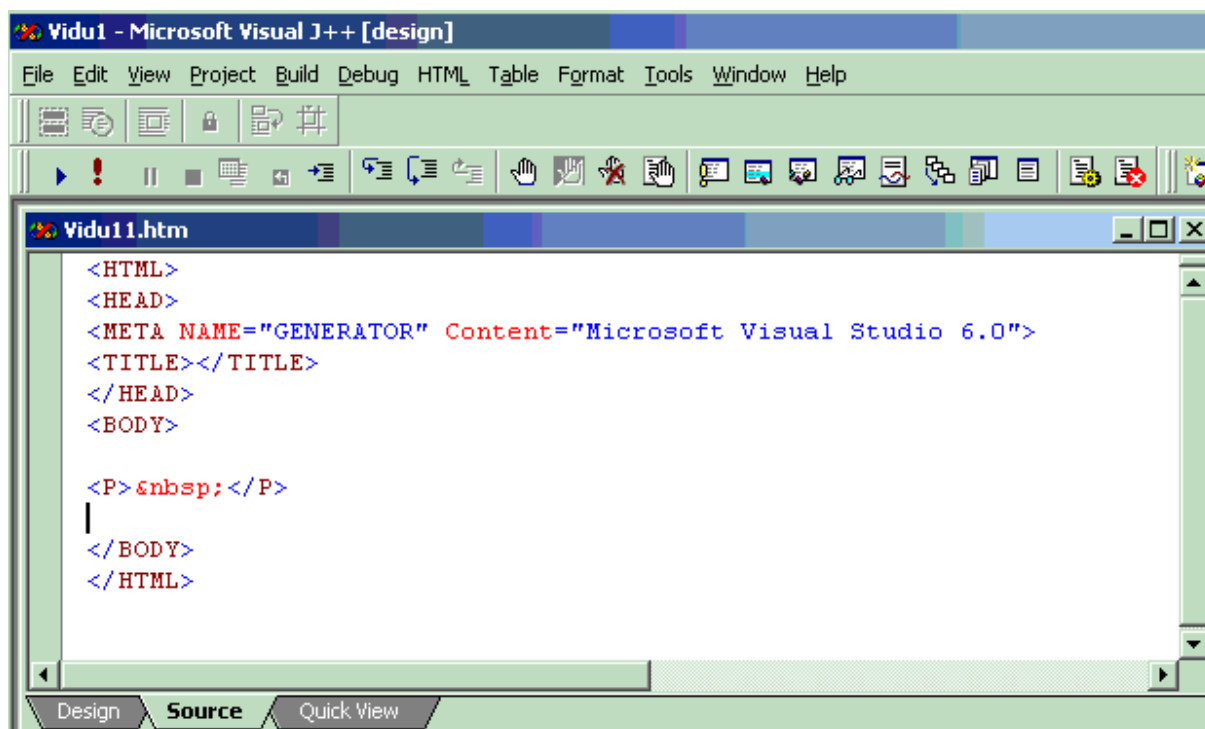 Vidu1 - Microsoft Visual J++ [design]
File Edit View Project Build Debug HTML Table Format Tools Window Help
Vidu11.htm
<HTML>
<HEAD>
<META NAME="GENERATOR" Content="Microsoft Visual Studio 6.0">
<TITLE></TITLE>
</HEAD>
<BODY>
<P>&nbsp;</P>
</BODY>
</HTML>
Design Source Quick View